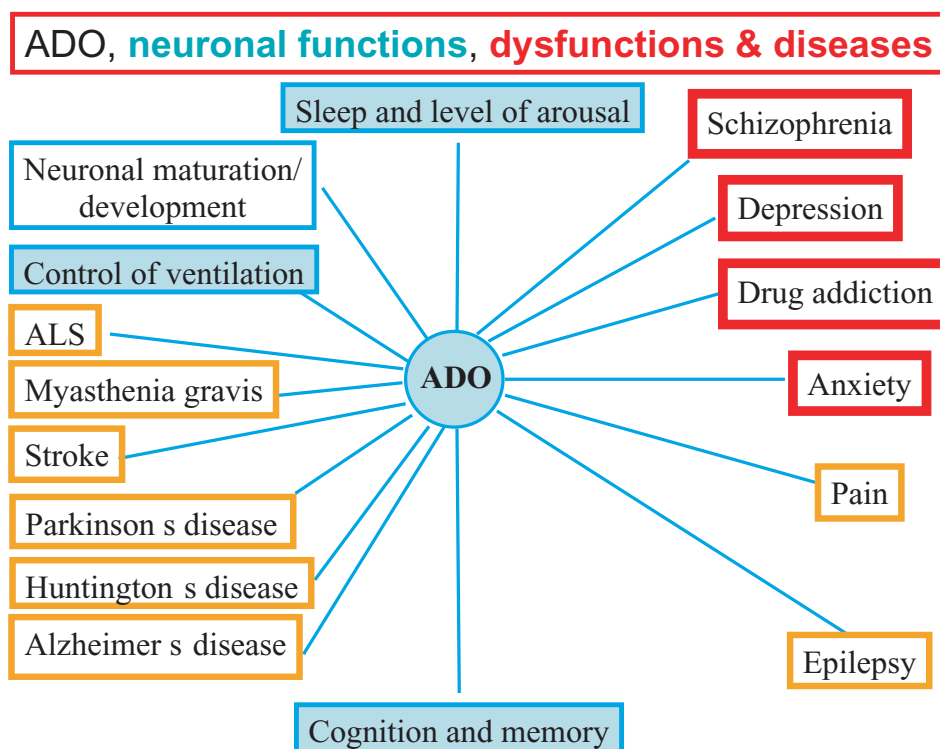 ADO, neuronal functions, dysfunctions & diseases
Sleep and level of arousal
Schizophrenia
Neuronal maturation/
development
Depression
Control of ventilation
Drug addiction
ALS
ADO
Myasthenia gravis
Anxiety
Stroke
Pain
Parkinson s disease
Huntington s disease
Alzheimer s disease
Epilepsy
Cognition and memory